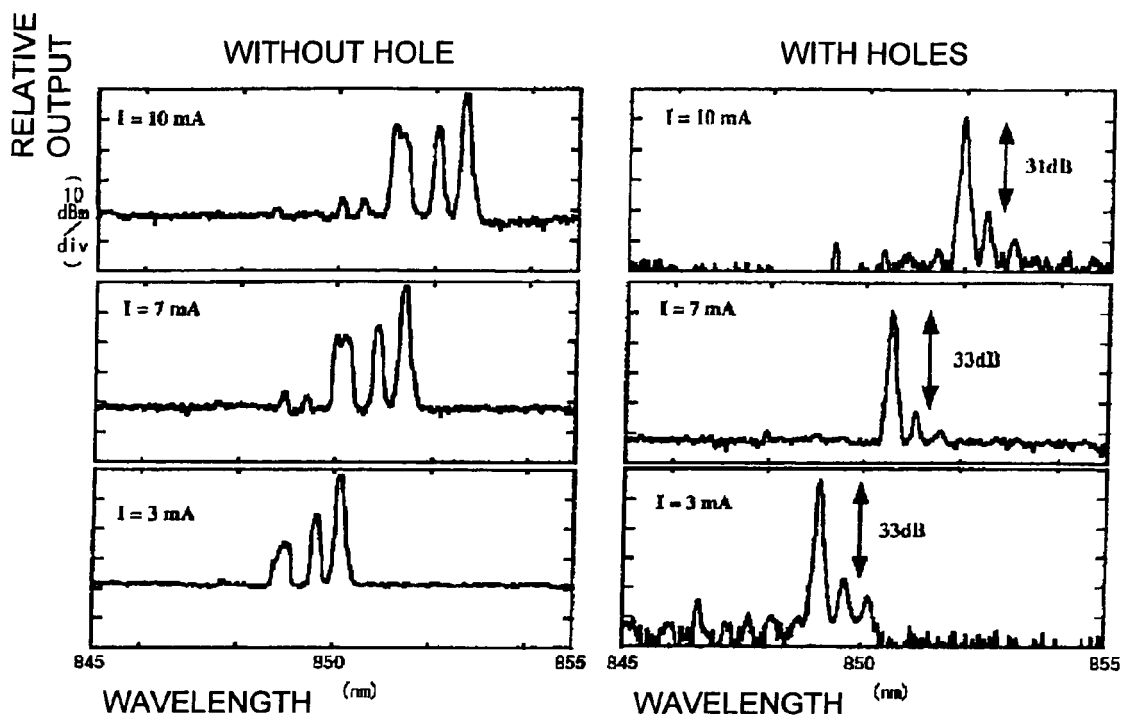 RELATIVE
OUTPUT
WITHOUT HOLE
WITH HOLES
10
dBm
/
div
I = 10 mA
I = 7 mA
I = 3 mA
I = 10 mA
31dB
I = 7 mA
33dB
I = 3 mA
33dB
845
850
855
(nm)
WAVELENGTH
845
850
855
(nm)
WAVELENGTH